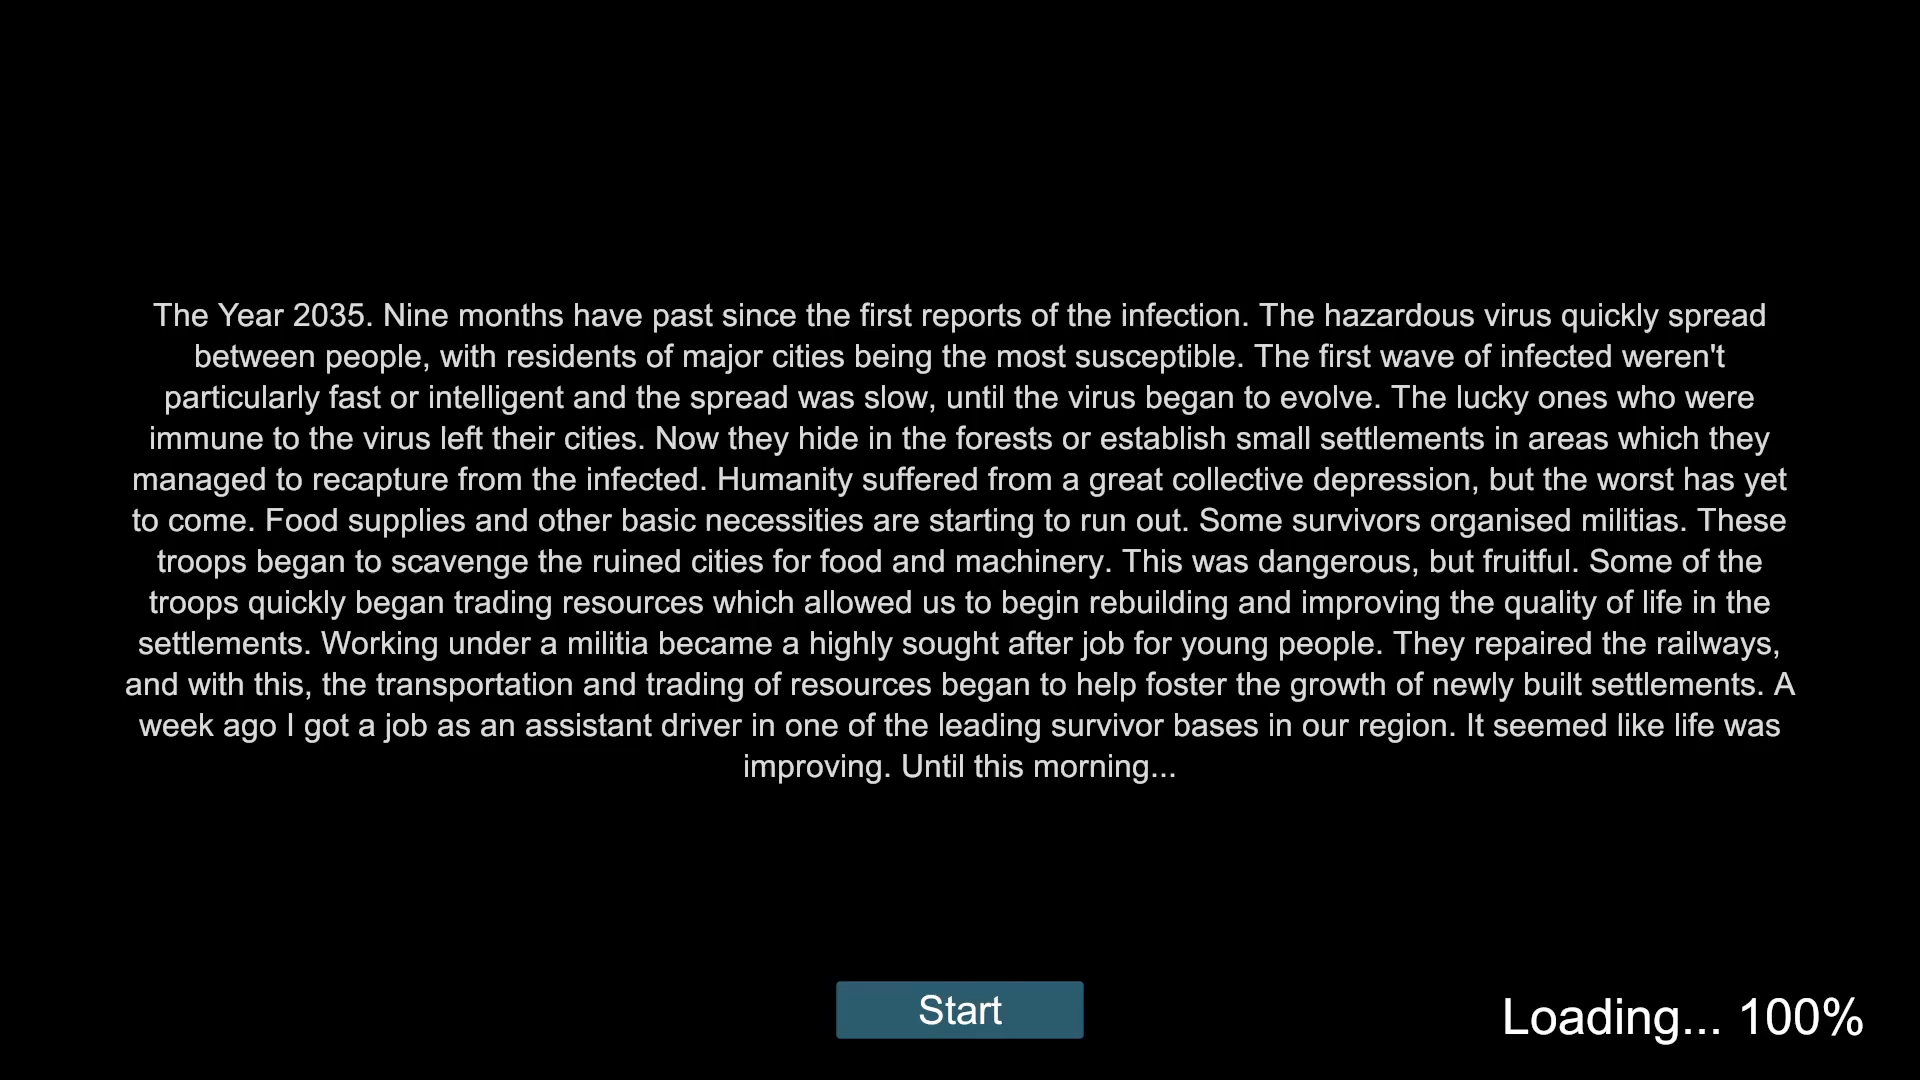 The Year 2035. Nine months have past since the first reports of the infection. The hazardous virus quickly spread
between people, with residents of major cities being the most susceptible. The first wave of infected weren't
particularly fast or intelligent and the spread was slow, until the virus began to evolve. The lucky ones who were
immune to the virus left their cities. Now they hide in the forests or establish small settlements in areas which they
managed to recapture from the infected. Humanity suffered from a great collective depression, but the worst has yet
to come. Food supplies and other basic necessities are starting to run out. Some survivors organised militias. These
troops began to scavenge the ruined cities for food and machinery. This was dangerous, but fruitful. Some of the
troops quickly began trading resources which allowed us to begin rebuilding and improving the quality of life in the
settlements. Working under a militia became a highly sought after job for young people. They repaired the railways,
and with this, the transportation and trading of resources began to help foster the growth of newly built settlements. A
week ago I got a job as an assistant driver in one of the leading survivor bases in our region. It seemed like life was
improving. Until this morning...
Start
Loading... 100%